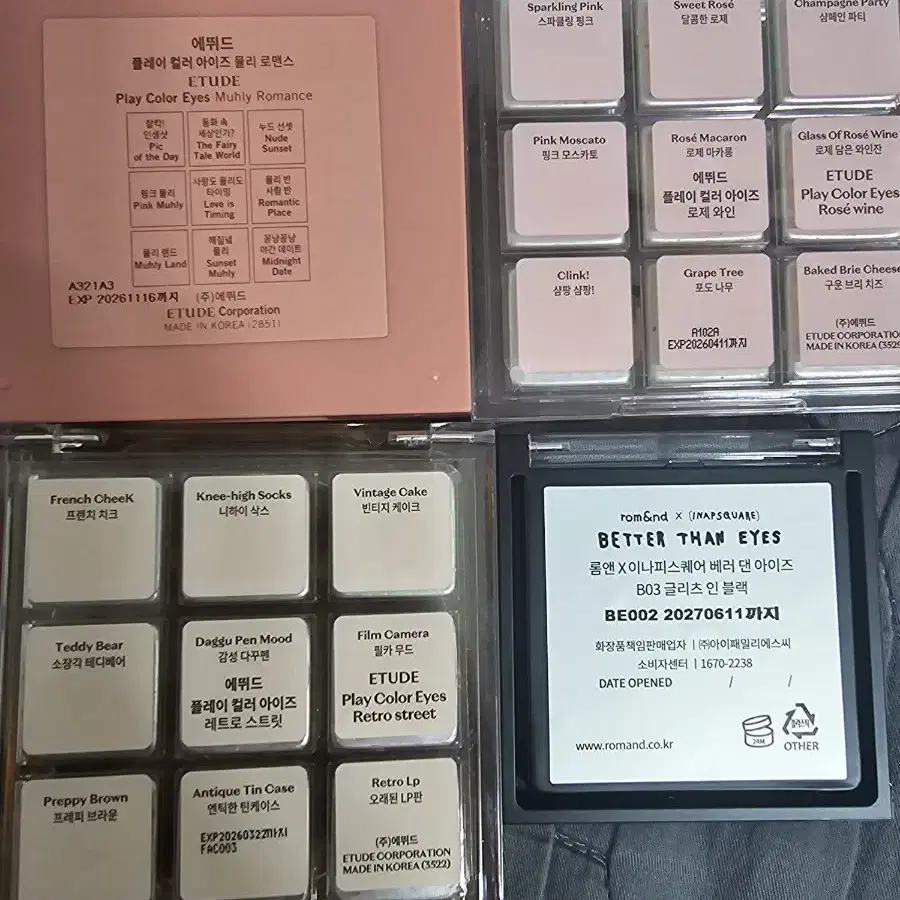 에뛰드
플레이 컬러 아이즈 뮬리 로맨스
ETUDE
Play Color Eyes Muhly Romance
찰칵!
인생샷
Pic
of the Day
동화 속
세상인가?
The Fairy
Tale World
누드 선셋
Nude
Sunset
핑크 뮬리
Pink Muhly
사랑도 뮬리도
타이밍
Love is
Timing
뮬리 반
사람 반
Romantic
Place
뮬리 랜드
Muhly Land
해질녘
뮬리
Sunset
Muhly
꽁냥꽁냥
야간 데이트
Midnight
Date
A321A3
EXP 20261116까지
(주)에뛰드
ETUDE Corporation
MADE IN KOREA (2851)
Sparkling Pink
스파클링 핑크
Sweet Rosé
달콤한 로제
Champagne Party
샴페인 파티
Pink Moscato
핑크 모스카토
Rosé Macaron
로제 마카롱
에뛰드
플레이 컬러 아이즈
로제 와인
Glass Of Rosé Wine
로제 담은 와인잔
ETUDE
Play Color Eyes
Rosé wine
Clink!
샴팡 샴팡!
Grape Tree
포도 나무
A102A
EXP20260411까지
Baked Brie Cheese
구운 브리 치즈
(주)에뛰드
ETUDE CORPORATION
MADE IN KOREA (352
French CheeK
프렌치 치크
Knee-high Socks
니하이 삭스
Vintage Cake
빈티지 케이크
Teddy Bear
소장각 테디베어
Daggu Pen Mood
감성 다꾸펜
에뛰드
플레이 컬러 아이즈
레트로 스트릿
Film Camera
필카 무드
ETUDE
Play Color Eyes
Retro street
Preppy Brown
프레피 브라운
Antique Tin Case
엔틱한 틴케이스
EXP20260322까지
FAC003
Retro Lp
오래된 LP판
(주)에뛰드
ETUDE CORPORATION
MADE IN KOREA (3522)
rom&nd x (INAPSQUARE)
BETTER THAN EYES
롬앤 X 이나피스퀘어 베러 댄 아이즈
B03 글리츠 인 블랙
BE002 20270611까지
화장품책임판매업자 | ㈜아이패밀리에스씨
소비자센터 | 1670-2238
DATE OPENED / /
24M
플라스틱
OTHER
www.romand.co.kr